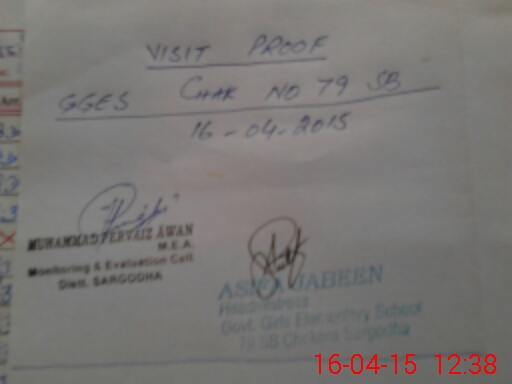 VISIT PROOF
GGES CHAK NO 79 SB
16-04-2015
MUHAMMAD PERVAIZ AWAN
M.E.A.
Monitoring & Evaluation Cell
Distt. SARGODHA
JABEEN
Headmistress
Govt. Girls Elementary School
79 SB Sargodha
16-04-15 12:38